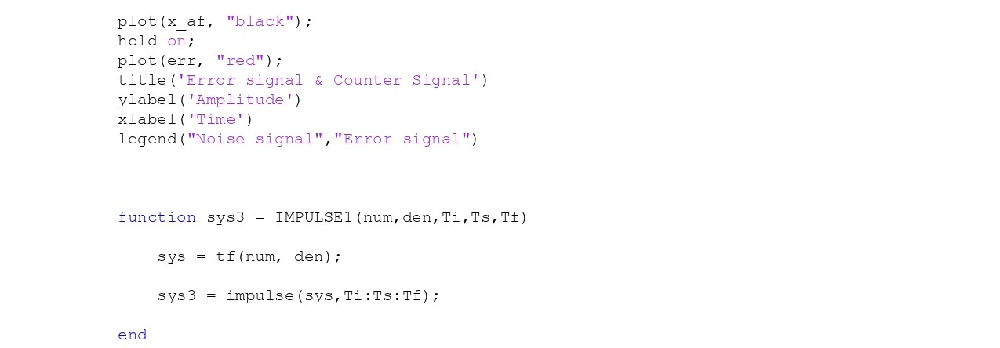 plot(x_af, "black");
hold on;
plot(err, "red");
title('Error signal & Counter Signal')
ylabel('Amplitude')
xlabel('Time')
legend("Noise signal","Error signal")
function sys3 = IMPULSE1(num,den,Ti,Ts,Tf)
sys = tf(num, den);
sys3 = impulse(sys,Ti:Ts:Tf);
end